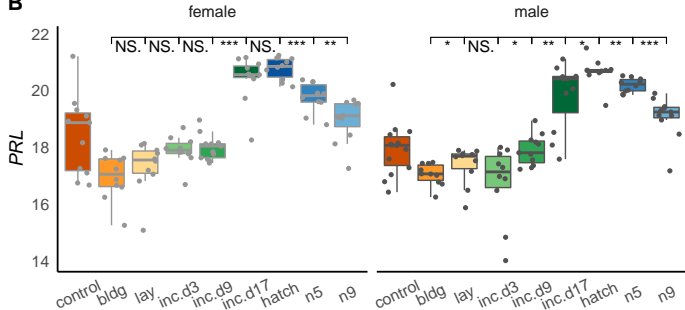 B
female male
22
NS. NS. NS. *** NS. *** ** * NS. * ** * ** ***
20
PRL
18
16
14
control bldg lay inc.d3 inc.d9 inc.d17 hatch n5 n9 control bldg lay inc.d3 inc.d9 inc.d17 hatch n5 n9